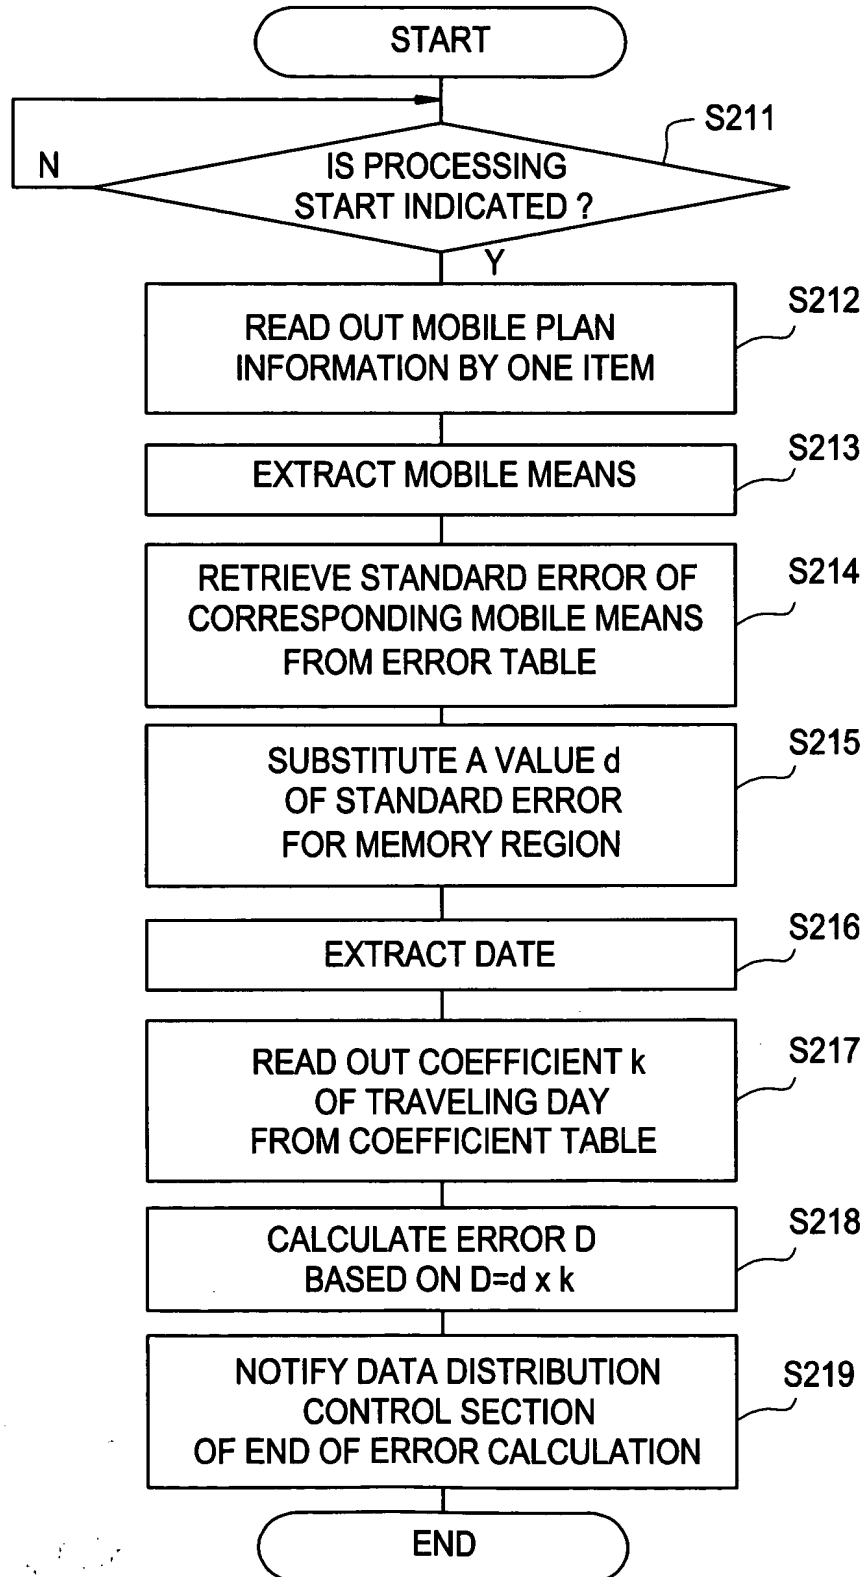 START
S211
N
IS PROCESSING
START INDICATED ?
Y
S212
READ OUT MOBILE PLAN
INFORMATION BY ONE ITEM
S213
EXTRACT MOBILE MEANS
S214
RETRIEVE STANDARD ERROR OF
CORRESPONDING MOBILE MEANS
FROM ERROR TABLE
S215
SUBSTITUTE A VALUE d
OF STANDARD ERROR
FOR MEMORY REGION
S216
EXTRACT DATE
S217
READ OUT COEFFICIENT k
OF TRAVELING DAY
FROM COEFFICIENT TABLE
S218
CALCULATE ERROR D
BASED ON D=d x k
S219
NOTIFY DATA DISTRIBUTION
CONTROL SECTION
OF END OF ERROR CALCULATION
END